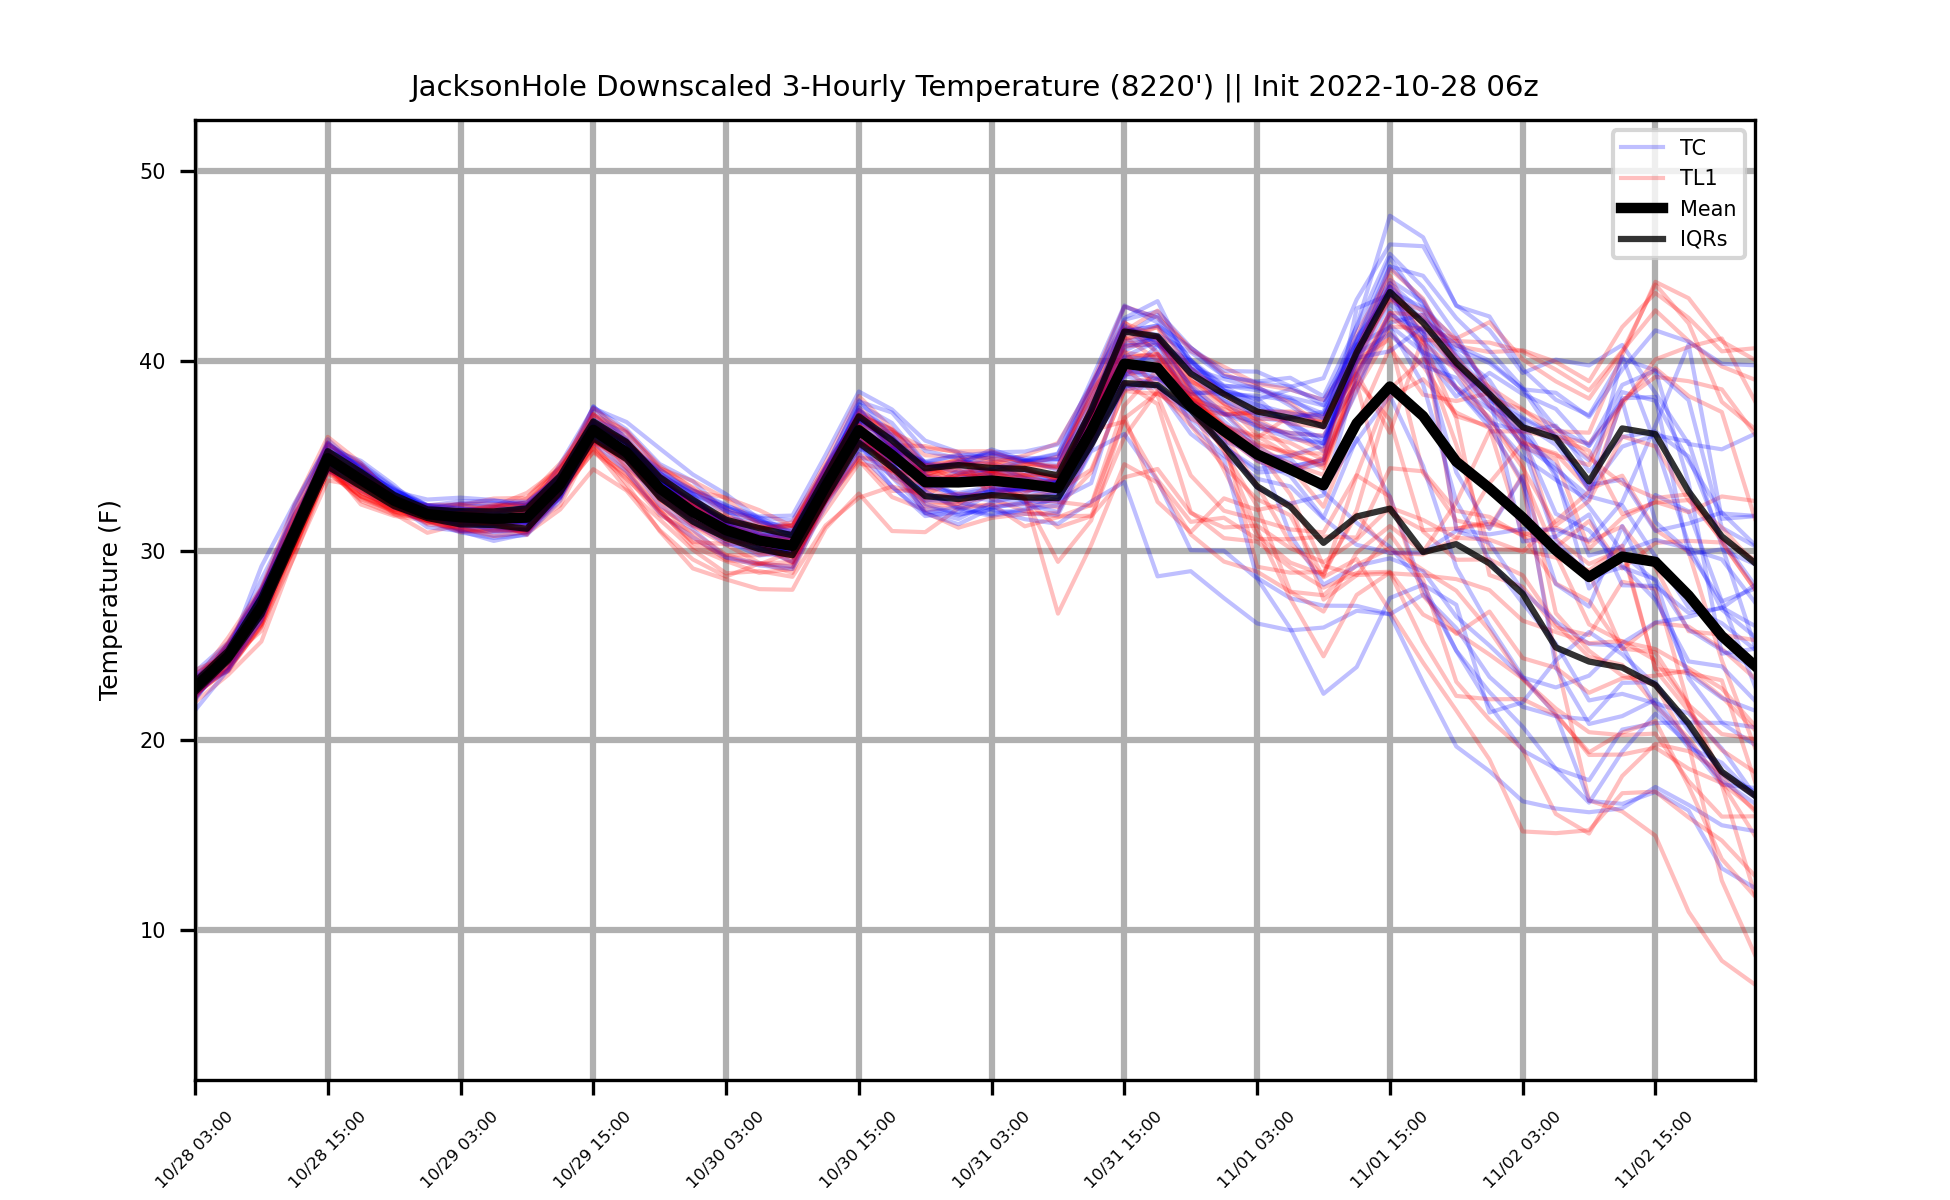 JacksonHole Downscaled 3-Hourly Temperature (8220') || Init 2022-10-28 06z
TC
TL1
Mean
IQRs
Temperature (F)
50
40
30
20
10
10/28 03:00
10/28 15:00
10/29 03:00
10/29 15:00
10/30 03:00
10/30 15:00
10/31 03:00
10/31 15:00
11/01 03:00
11/01 15:00
11/02 03:00
11/02 15:00